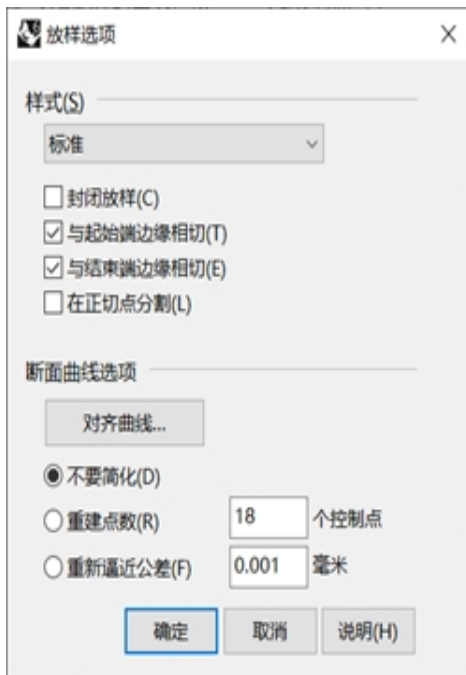 放样选项
样式(S)
标准
封闭放样(C)
与起始端边缘相切(T)
与结束端边缘相切(E)
在正切点分割(L)
断面曲线选项
对齐曲线...
不要简化(D)
重建点数(R) 18 个控制点
重新逼近公差(F) 0.001 毫米
确定 取消 说明(H)